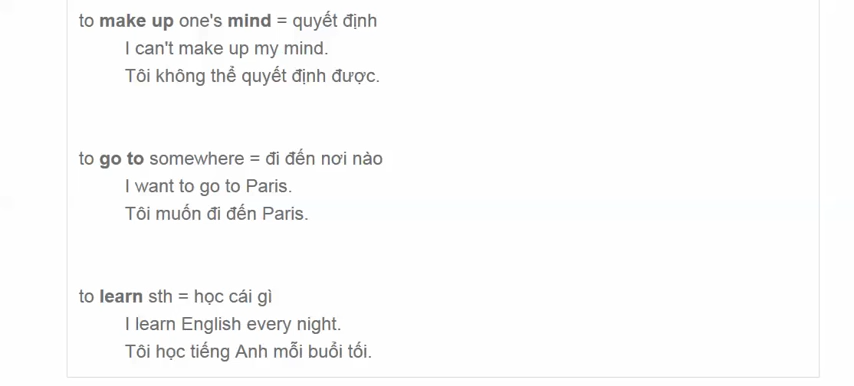 to make up one's mind = quyết định
I can't make up my mind.
Tôi không thể quyết định được.
to go to somewhere = đi đến nơi nào
I want to go to Paris.
Tôi muốn đi đến Paris.
to learn sth = học cái gì
I learn English every night.
Tôi học tiếng Anh mỗi buổi tối.